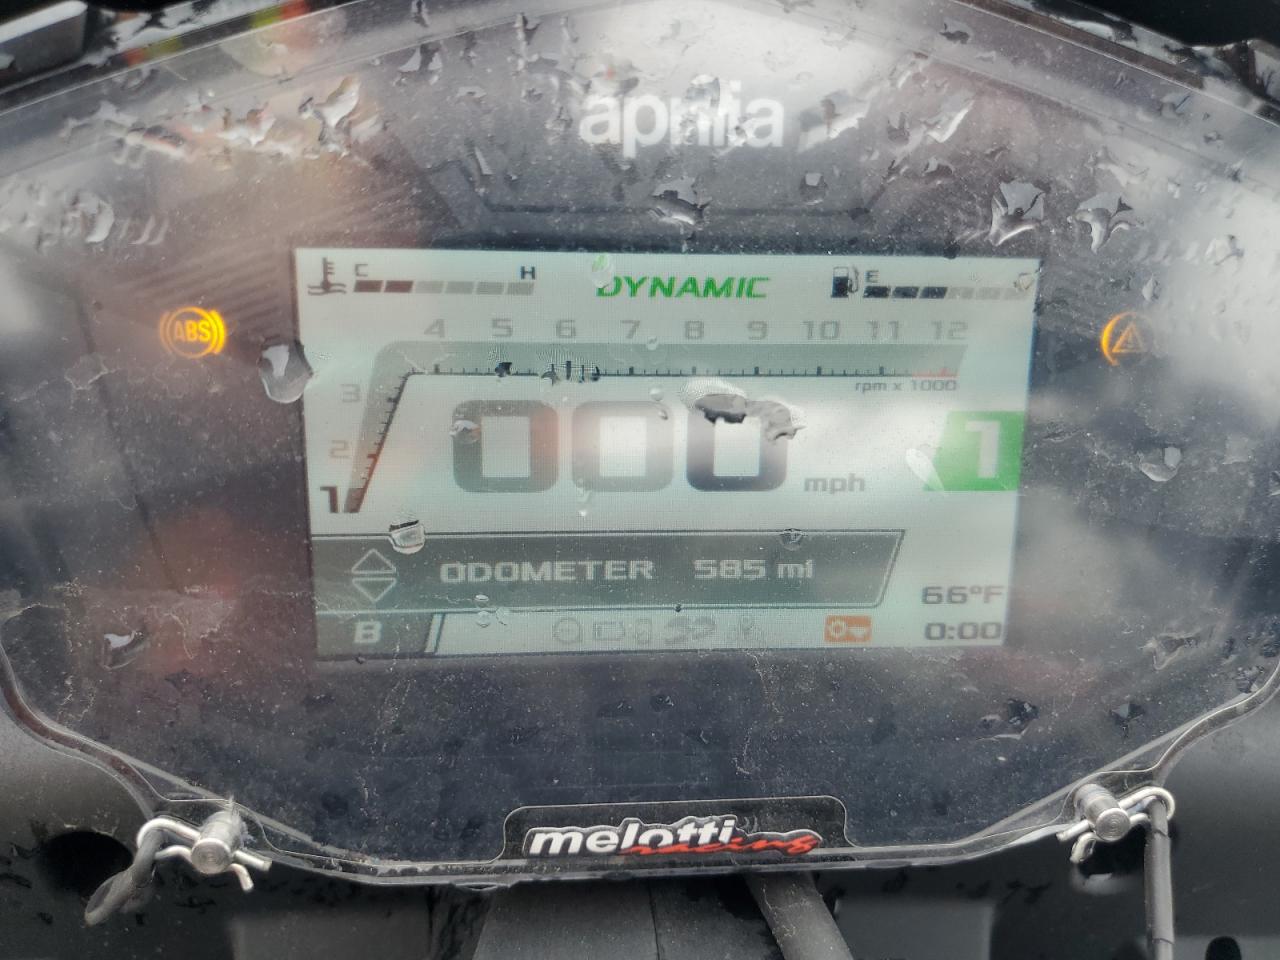 aprilia
C H DYNAMIC E
4 5 6 7 8 9 10 11 12
3
rpm x 1000
000 mph 1
2
1
ODOMETER 585 mi
66°F
B 0:00
ABS
melotti
racing